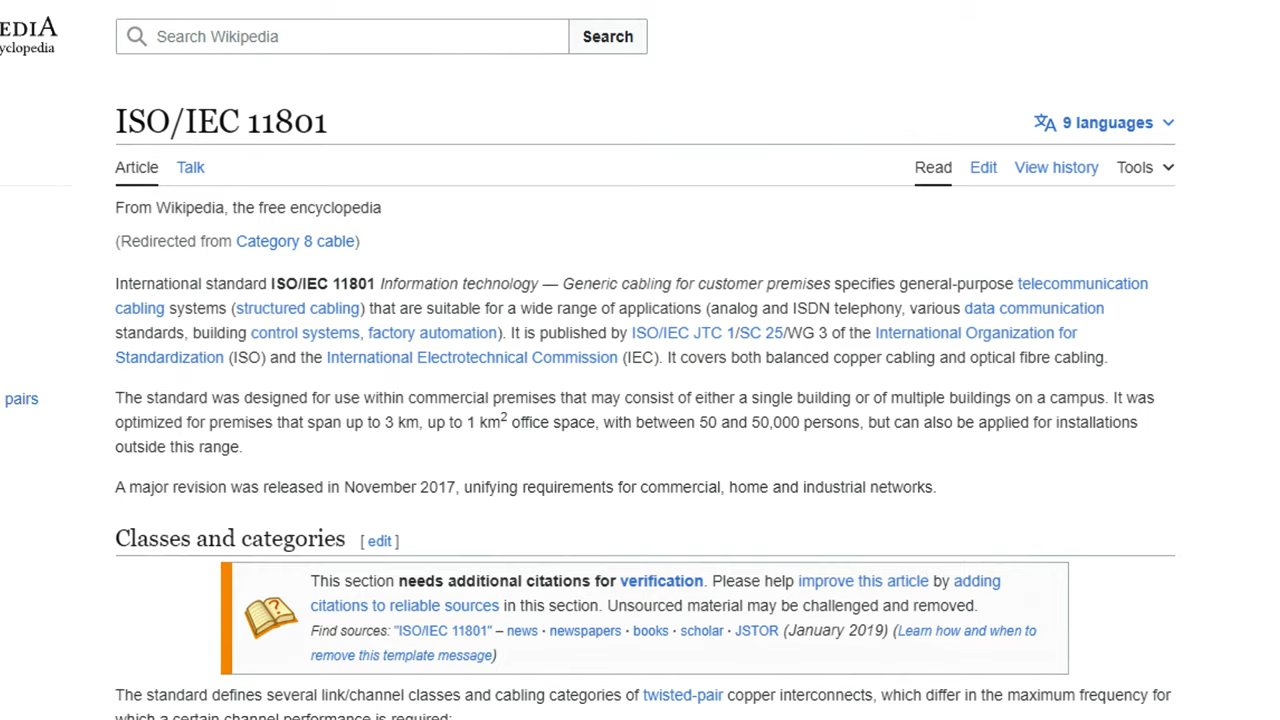 EDIA
yclopedia
Search Wikipedia
Search
ISO/IEC 11801
9 languages
Article Talk
Read Edit View history Tools
From Wikipedia, the free encyclopedia
(Redirected from Category 8 cable)
International standard ISO/IEC 11801 Information technology — Generic cabling for customer premises specifies general-purpose telecommunication
cabling systems (structured cabling) that are suitable for a wide range of applications (analog and ISDN telephony, various data communication
standards, building control systems, factory automation). It is published by ISO/IEC JTC 1/SC 25/WG 3 of the International Organization for
Standardization (ISO) and the International Electrotechnical Commission (IEC). It covers both balanced copper cabling and optical fibre cabling.
pairs
The standard was designed for use within commercial premises that may consist of either a single building or of multiple buildings on a campus. It was
optimized for premises that span up to 3 km, up to 1 km² office space, with between 50 and 50,000 persons, but can also be applied for installations
outside this range.
A major revision was released in November 2017, unifying requirements for commercial, home and industrial networks.
Classes and categories [ edit ]
This section needs additional citations for verification. Please help improve this article by adding
citations to reliable sources in this section. Unsourced material may be challenged and removed.
Find sources: "ISO/IEC 11801" – news · newspapers · books · scholar · JSTOR (January 2019) (Learn how and when to
remove this template message)
The standard defines several link/channel classes and cabling categories of twisted-pair copper interconnects, which differ in the maximum frequency for
which a certain channel performance is required: